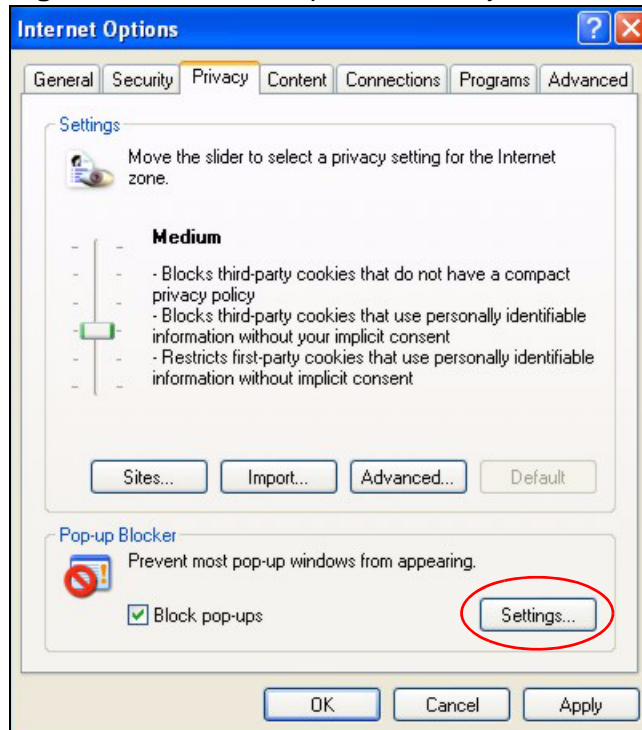 Internet Options
General Security Privacy Content Connections Programs Advanced
Settings
Move the slider to select a privacy setting for the Internet
zone.
Medium
- Blocks third-party cookies that do not have a compact
privacy policy
- Blocks third-party cookies that use personally identifiable
information without your implicit consent
- Restricts first-party cookies that use personally identifiable
information without implicit consent
Sites... Import... Advanced... Default
Pop-up Blocker
Prevent most pop-up windows from appearing.
Block pop-ups Settings...
OK Cancel Apply